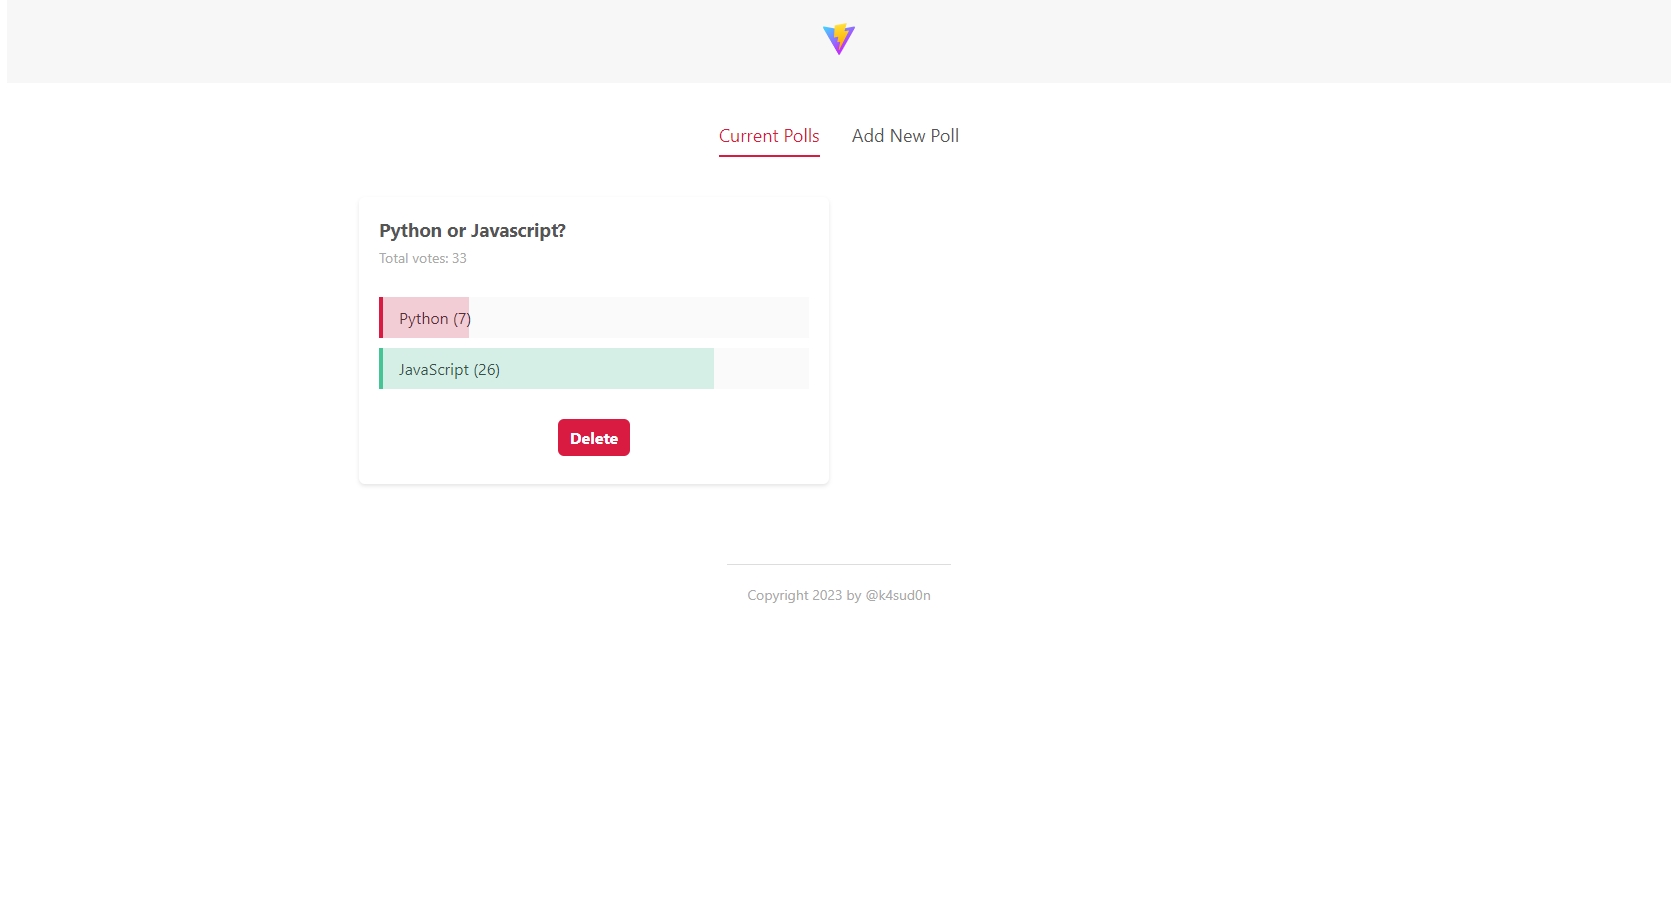 Current Polls Add New Poll
Python or Javascript?
Total votes: 33
Python (7)
JavaScript (26)
Delete
Copyright 2023 by @k4sud0n